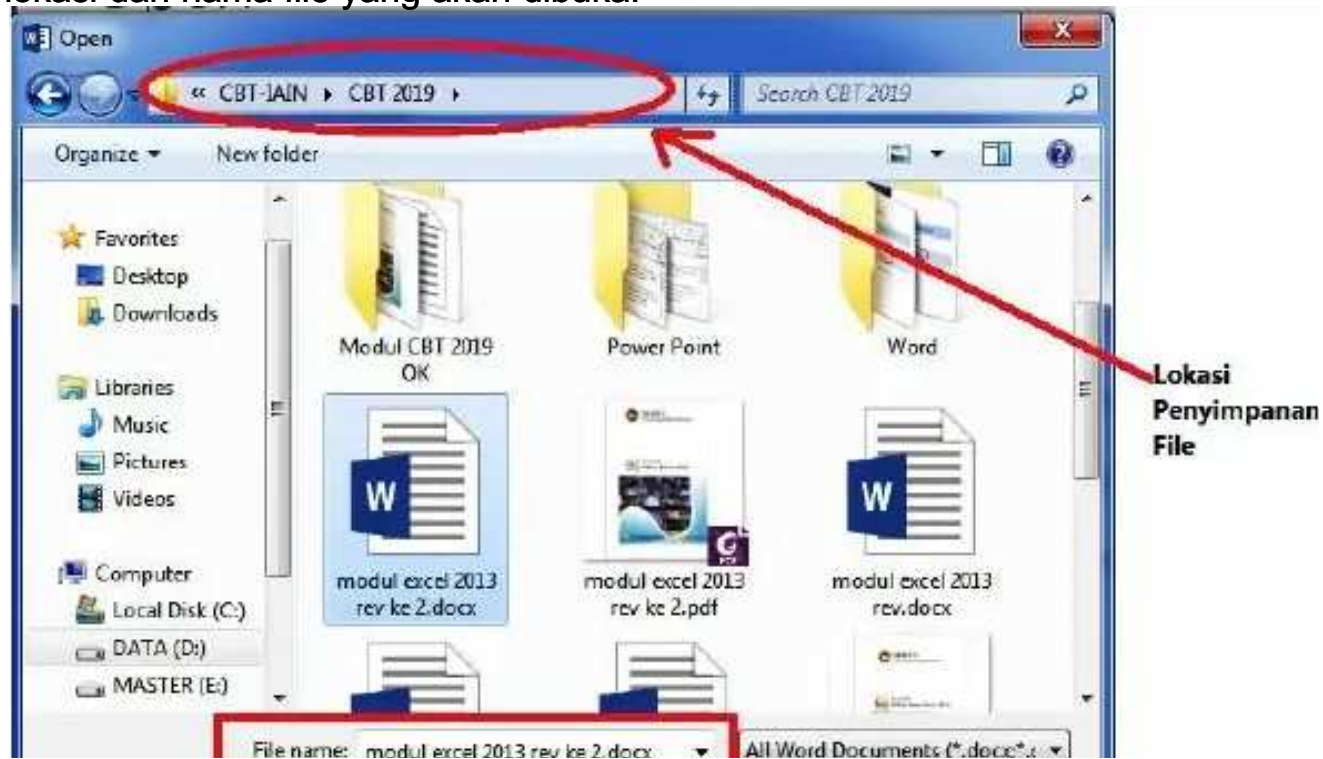 lokasi dan nama file yang akan dibuka.
Open
« CBT-IAIN ▸ CBT 2019 ▸
Search CBT 2019
Organize ▾ New folder
Favorites
Desktop
Downloads
Libraries
Music
Pictures
Videos
Computer
Local Disk (C:)
DATA (D:)
MASTER (E:)
Modul CBT 2019
OK
Power Point
Word
modul excel 2013
rev ke 2.docx
modul excel 2013
rev ke 2.pdf
modul excel 2013
rev.docx
Lokasi
Penyimpanan
File
File name: modul excel 2013 rev ke 2.docx
All Word Documents (*.docx;*.c